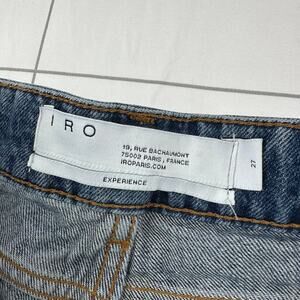 IRO
19, RUE BACHAUMONT
75002 PARIS, FRANCE
IROPARIS.COM
EXPERIENCE
27